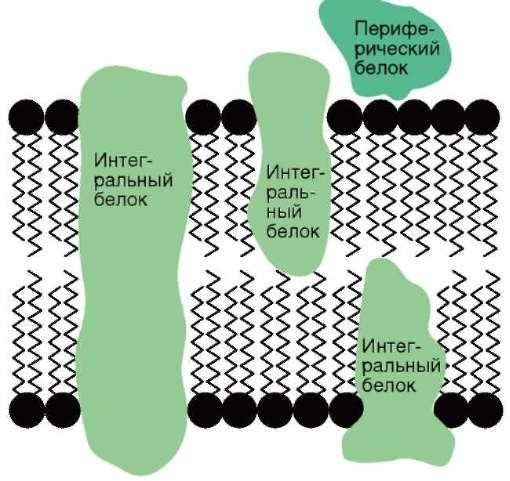 Перифе-
рический
белок
Интег-
ральный
белок
Интег-
раль-
ный
белок
Интег-
ральный
белок